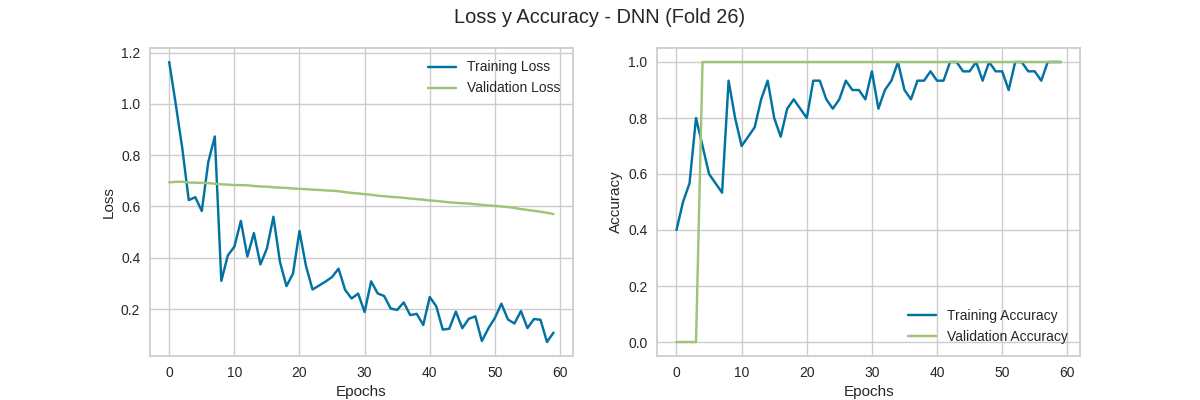 Loss y Accuracy - DNN (Fold 26)
1.2
1.0
0.8
0.6
0.4
0.2
Loss
0 10 20 30 40 50 60
Epochs
Training Loss
Validation Loss
1.0
0.8
0.6
0.4
0.2
0.0
Accuracy
0 10 20 30 40 50 60
Epochs
Training Accuracy
Validation Accuracy